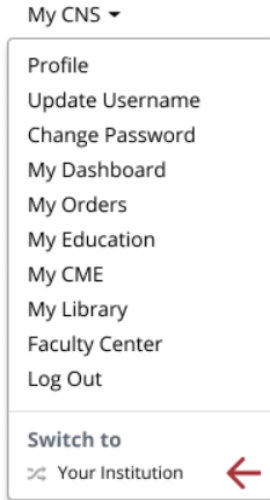 My CNS
Profile
Update Username
Change Password
My Dashboard
My Orders
My Education
My CME
My Library
Faculty Center
Log Out
Switch to
Your Institution